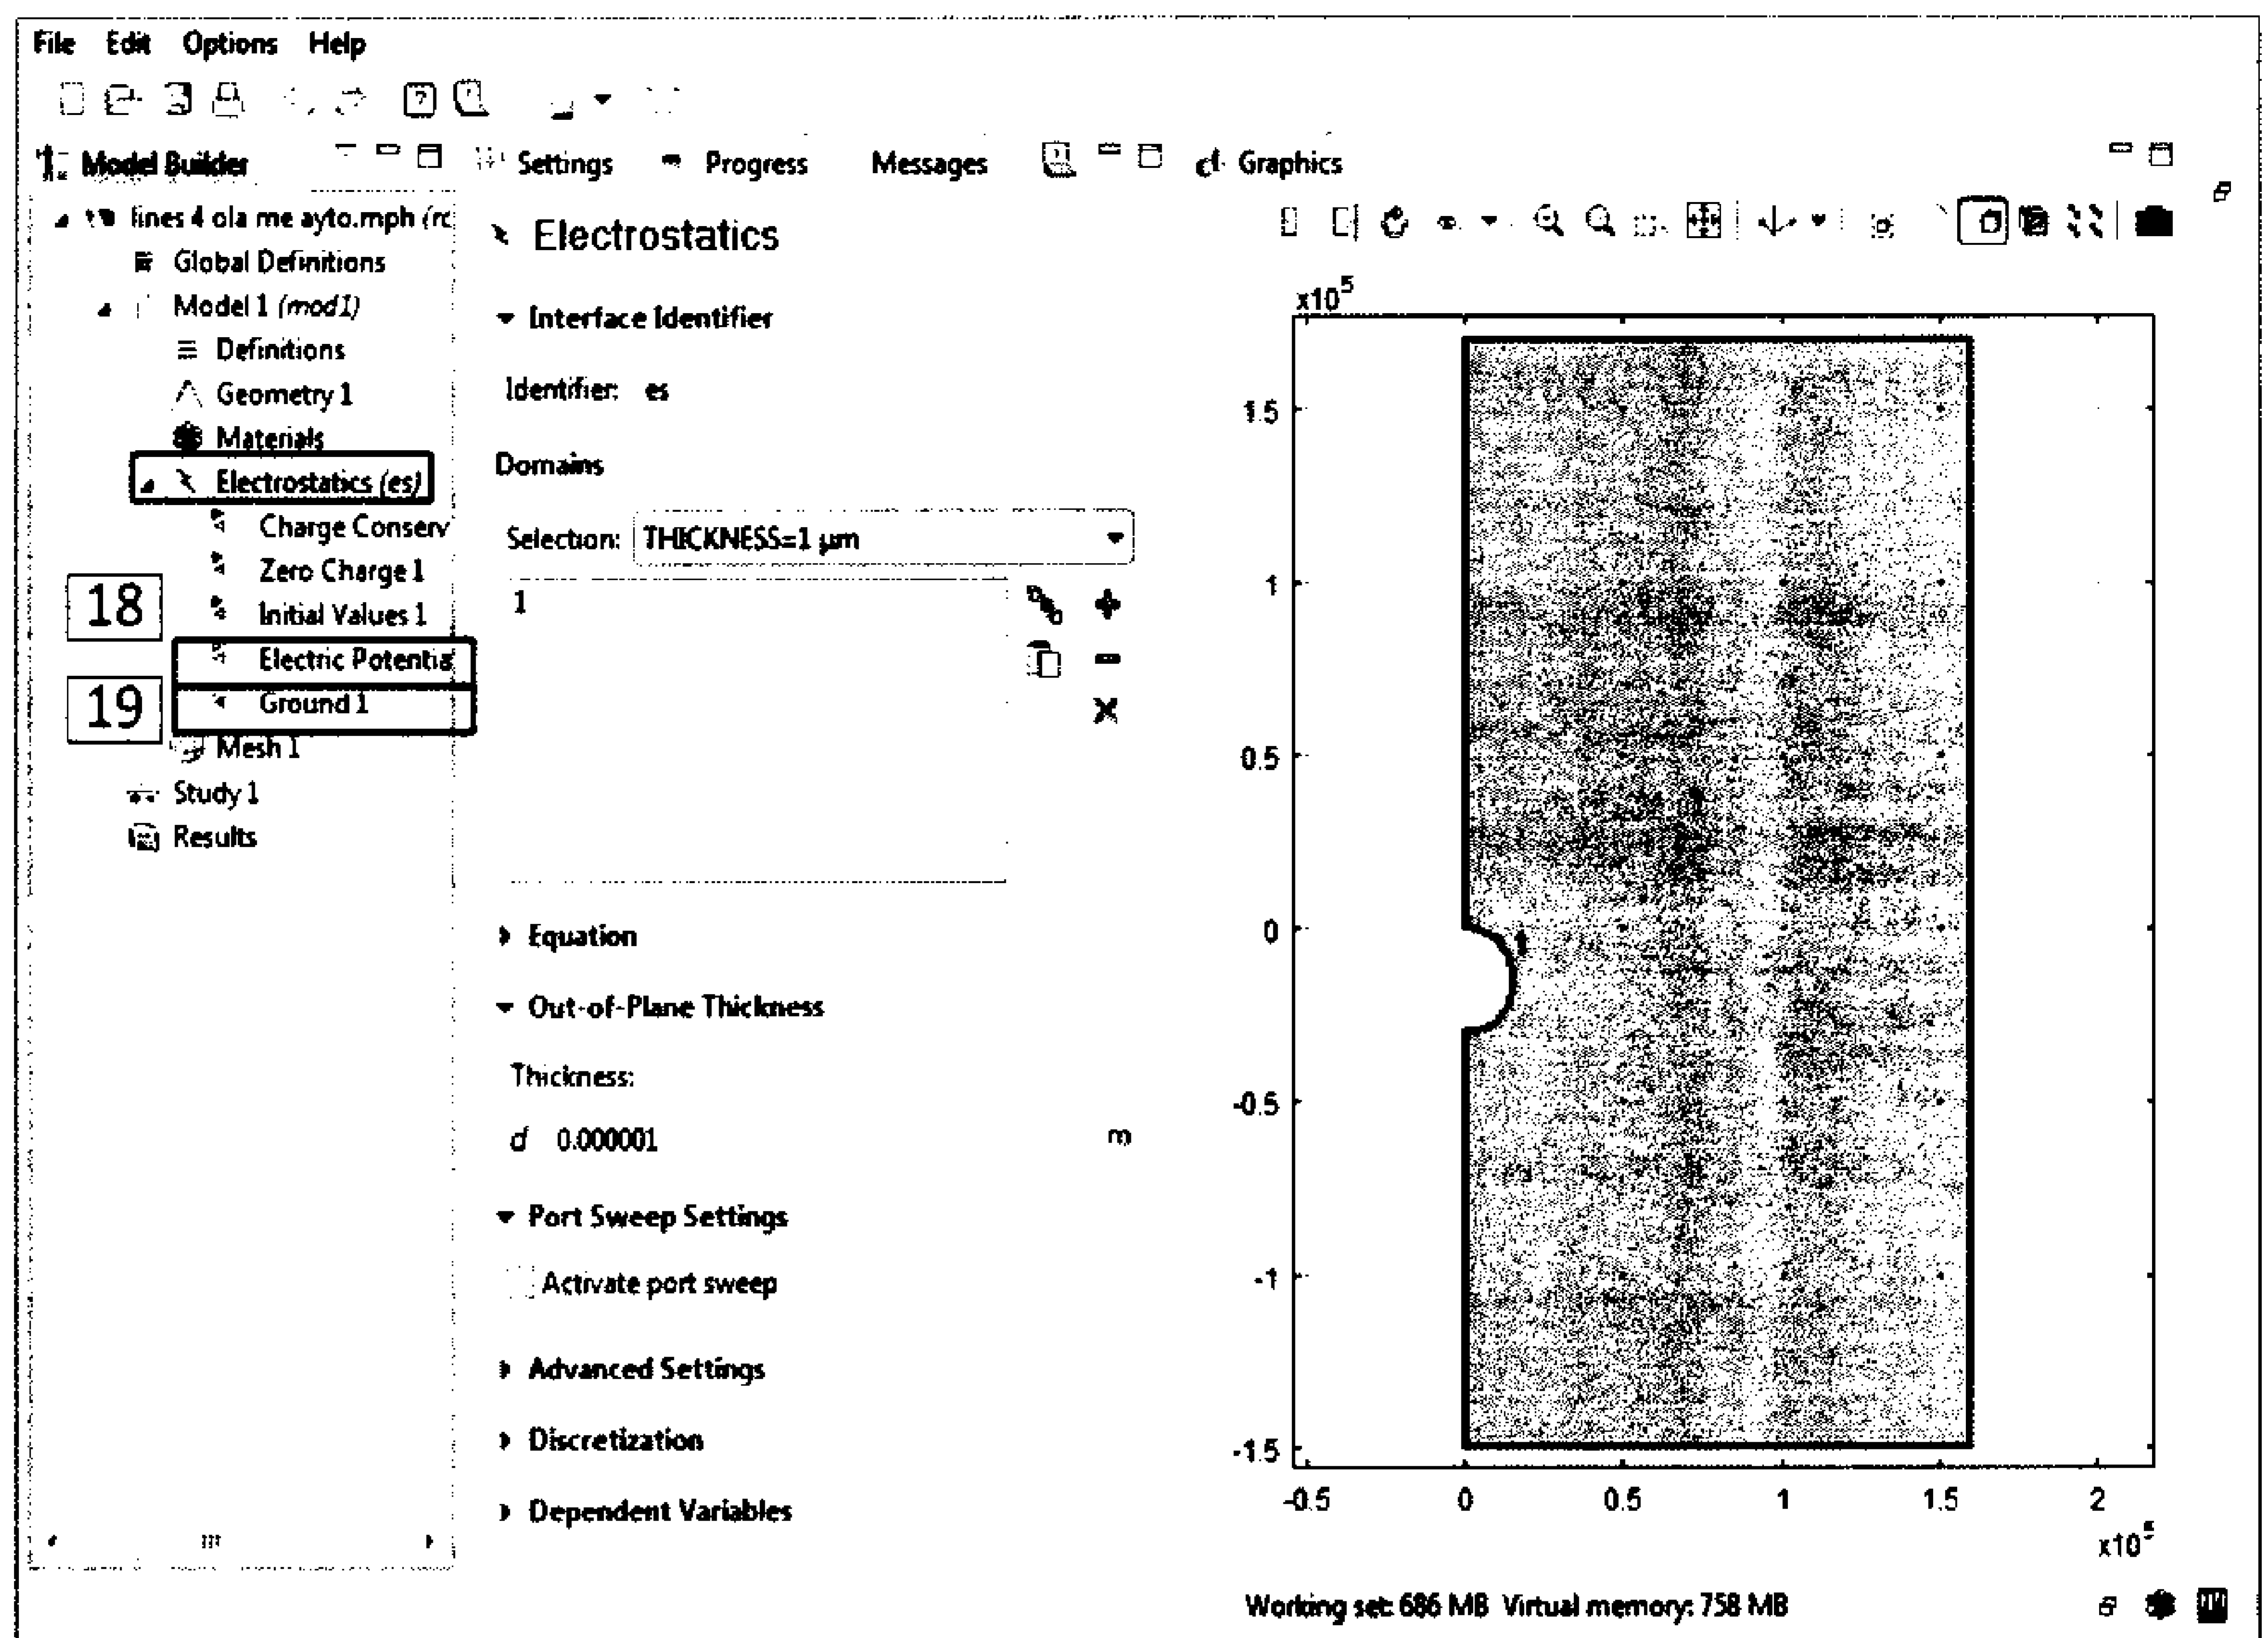 File Edit Options Help
Model Builder
Settings
Progress
Messages
Graphics
lines 4 ola me ayto.mph (rc
Global Definitions
Model 1 (mod1)
Definitions
Geometry 1
Materials
Electrostatics (es)
Charge Conserv
Zero Charge 1
18
Initial Values 1
Electric Potentia
19
Ground 1
Mesh 1
Study 1
Results
Electrostatics
Interface Identifier
Identifier: es
Domains
Selection: THICKNESS=1 µm
1
Equation
Out-of-Plane Thickness
Thickness:
d 0.000001 m
Port Sweep Settings
Activate port sweep
Advanced Settings
Discretization
Dependent Variables
x10⁵
1.5
1
0.5
0
-0.5
-1
-1.5
-0.5 0 0.5 1 1.5 2
x10⁵
Working set: 686 MB Virtual memory: 758 MB